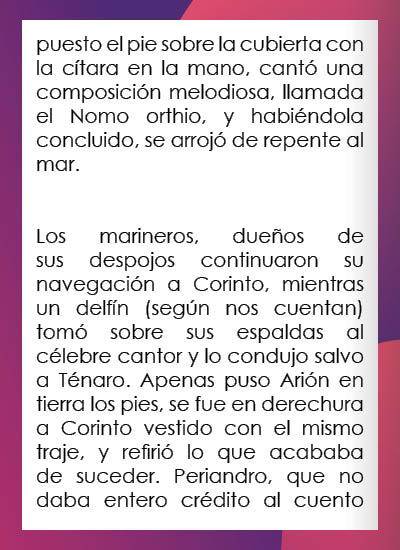 puesto el pie sobre la cubierta con
la cítara en la mano, cantó una
composición melodiosa, llamada
el Nomo orthio, y habiéndola
concluido, se arrojó de repente al
mar.
Los marineros, dueños de
sus despojos continuaron su
navegación a Corinto, mientras
un delfín (según nos cuentan)
tomó sobre sus espaldas al
célebre cantor y lo condujo salvo
a Ténaro. Apenas puso Arión en
tierra los pies, se fue en derechura
a Corinto vestido con el mismo
traje, y refirió lo que acababa
de suceder. Periandro, que no
daba entero crédito al cuento